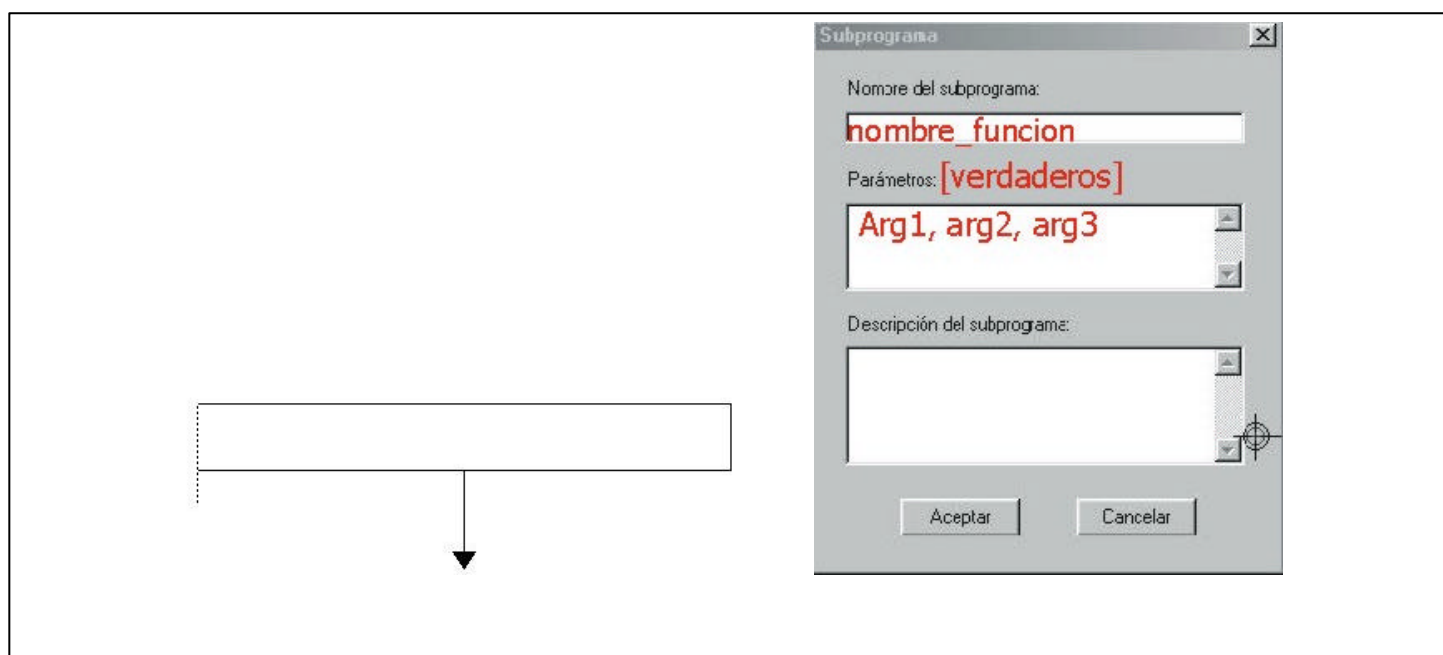 Subprograma
Nombre del subprograma:
nombre_funcion
Parámetros: [verdaderos]
Arg1, arg2, arg3
Descripción del subprograma:
Aceptar Cancelar